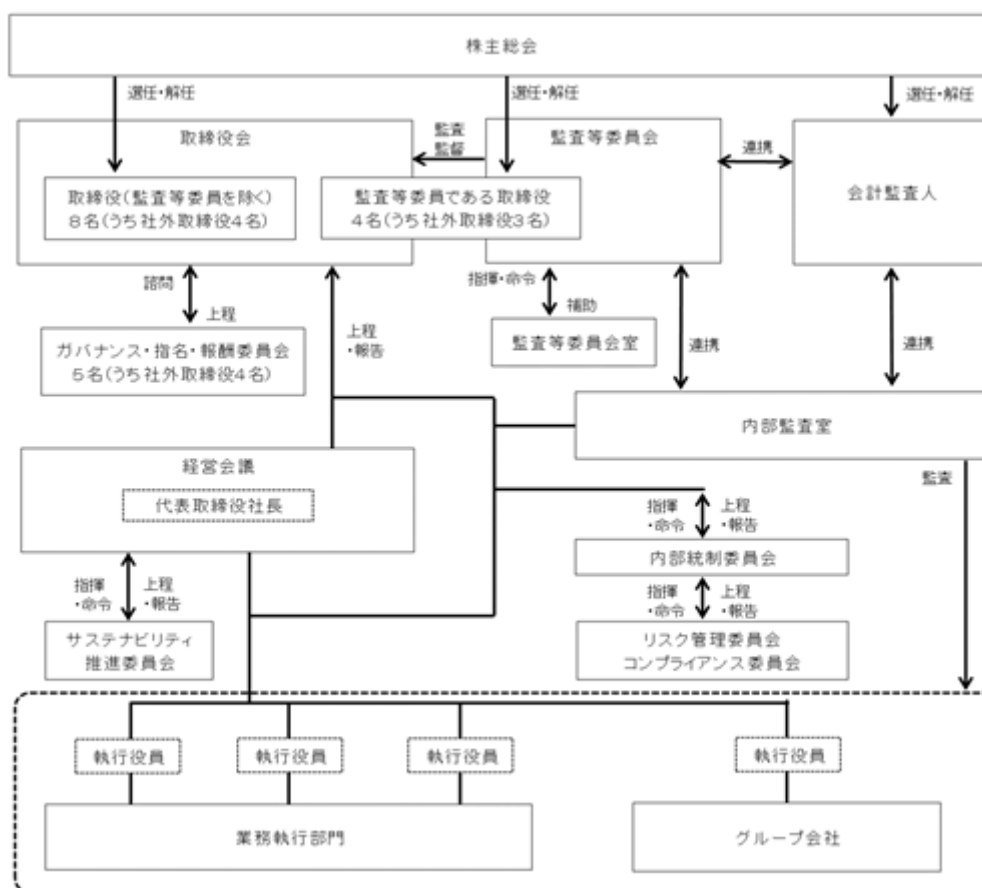 株主総会
選任・解任
選任・解任
選任・解任
取締役会
監査
監督
監査等委員会
連携
会計監査人
取締役(監査等委員を除く)
8名(うち社外取締役4名)
監査等委員である取締役
4名(うち社外取締役3名)
諮問
上程
上程
・報告
指揮・命令
補助
連携
連携
ガバナンス・指名・報酬委員会
5名(うち社外取締役4名)
監査等委員会室
内部監査室
経営会議
代表取締役社長
監査
指揮
・命令
上程
・報告
内部統制委員会
指揮
・命令
上程
・報告
指揮
・命令
上程
・報告
サステナビリティ
推進委員会
リスク管理委員会
コンプライアンス委員会
執行役員
執行役員
執行役員
執行役員
業務執行部門
グループ会社